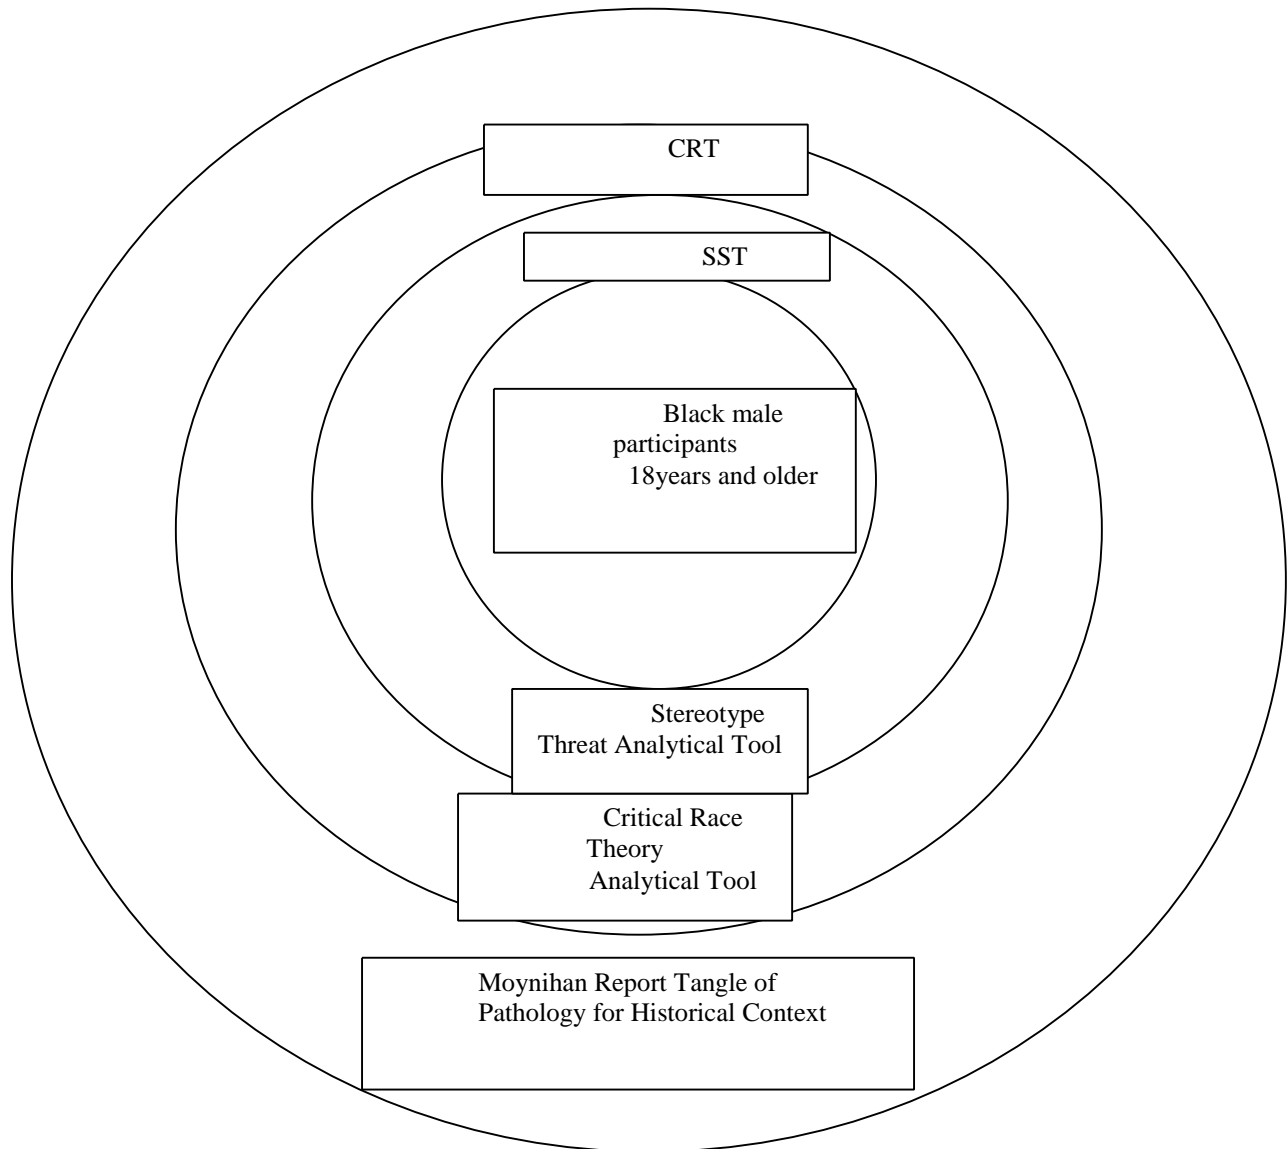 CRT
SST
Black male
participants
18years and older
Stereotype
Threat Analytical Tool
Critical Race
Theory
Analytical Tool
Moynihan Report Tangle of
Pathology for Historical Context